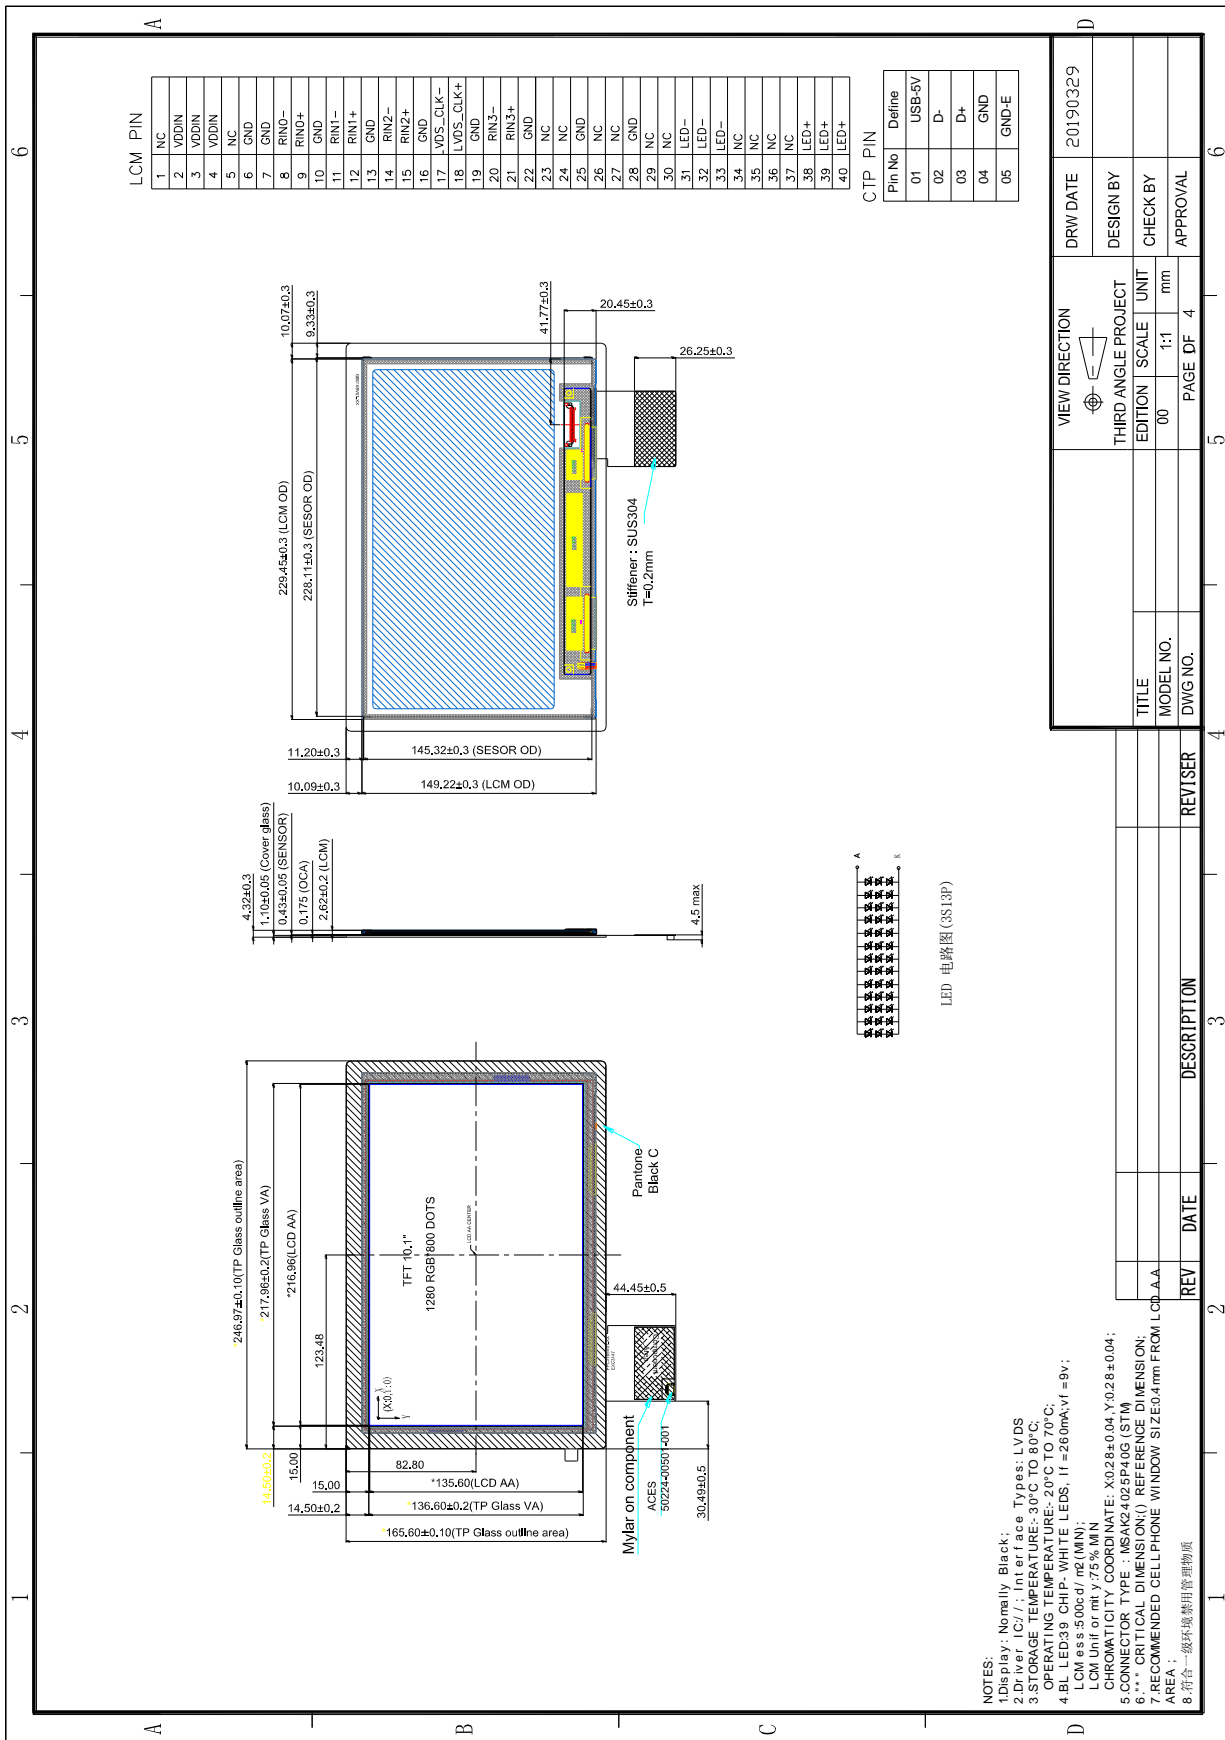 LCM PIN
1 NC
2 VDDIN
3 VDDIN
4 VDDIN
5 NC
6 GND
7 GND
8 RIN0-
9 RIN0+
10 GND
11 RIN1-
12 RIN1+
13 GND
14 RIN2-
15 RIN2+
16 GND
17 LVDS_CLK-
18 LVDS_CLK+
19 GND
20 RIN3-
21 RIN3+
22 GND
23 NC
24 NC
25 GND
26 NC
27 NC
28 GND
29 NC
30 NC
31 LED-
32 LED-
33 LED-
34 NC
35 NC
36 NC
37 NC
38 LED+
39 LED+
40 LED+
CTP PIN
Pin No Define
01 USB-5V
02 D-
03 D+
04 GND
05 GND-E
*246.97±0.10(TP Glass outline area)
217.96±0.2(TP Glass VA)
*216.96(LCD AA)
123.48
14.50±0.2
15.00
82.80
15.00
*135.60(LCD AA)
14.50±0.2
136.60±0.2(TP Glass VA)
165.60±0.10(TP Glass outline area)
TFT 10.1"
1280 RGB*800 DOTS
LCD AA CENTER
X
(X:0,Y:0)
Y
Pantone
Black C
44.45±0.5
30.49±0.5
Mylar on component
ACES
50224-00501-001
4.32±0.3
1.10±0.05 (Cover glass)
0.43±0.05 (SENSOR)
0.175 (OCA)
2.62±0.2 (LCM)
4.5 max
229.45±0.3 (LCM OD)
228.11±0.3 (SESOR OD)
10.07±0.3
9.33±0.3
11.20±0.3
145.32±0.3 (SESOR OD)
10.09±0.3
149.22±0.3 (LCM OD)
41.77±0.3
20.45±0.3
26.25±0.3
Stiffener : SUS304
T=0.2mm
A
K
LED 电路图(3S13P)
NOTES:
1.Display: Nomally Black;
2.Driver IC:/ ; Interface Types: LVDS
3.STORAGE TEMPERATURE:-30°C TO 80°C;
OPERATING TEMPERATURE:-20°C TO 70°C;
4.BL LED:39 CHIP-WHITE LEDS, If =260mA,vf =9v;
LCM ess:500cd/ m2(MIN);
LCM Uniformity:75% MIN
CHROMATICITY COORDINATE: X:0.28±0.04,Y:0.28±0.04;
5.CONNECTOR TYPE : MSAK24025P40G (STM)
6."*" CRITICAL DIMENSION;() REFERENCE DIMENSION;
7.RECOMMENDED CELLPHONE WINDOW SIZE:0.4mm FROM LCD A.A
AREA ;
8.符合一级环境禁用管理物质
REV DATE DESCRIPTION REVISER
VIEW DIRECTION
THIRD ANGLE PROJECT
DRW DATE 20190329
DESIGN BY
EDITION SCALE UNIT
CHECK BY
00 1:1 mm
APPROVAL
PAGE OF 4
TITLE
MODEL NO.
DWG NO.
1 2 3 4 5 6
1 2 3 4 5 6
A B C D
A D